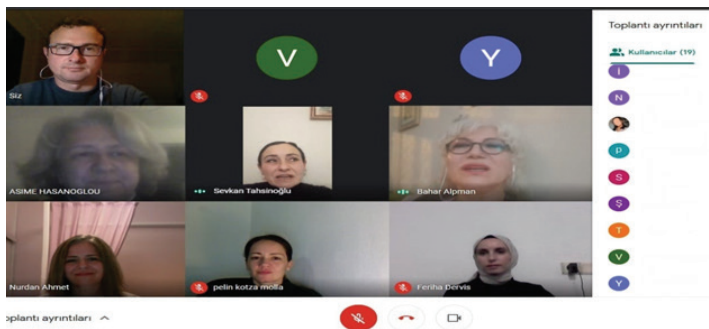 V
Y
Toplantı ayrıntıları
Kullanıcılar (19)
Siz
I
N
ASIME HASANOGLOU
Sevkan Tahsinoğlu
Bahar Alpman
P
S
Ş
T
V
Y
Nurdan Ahmet
pelin kotza molla
Feriha Dervis
oplantı ayrıntıları